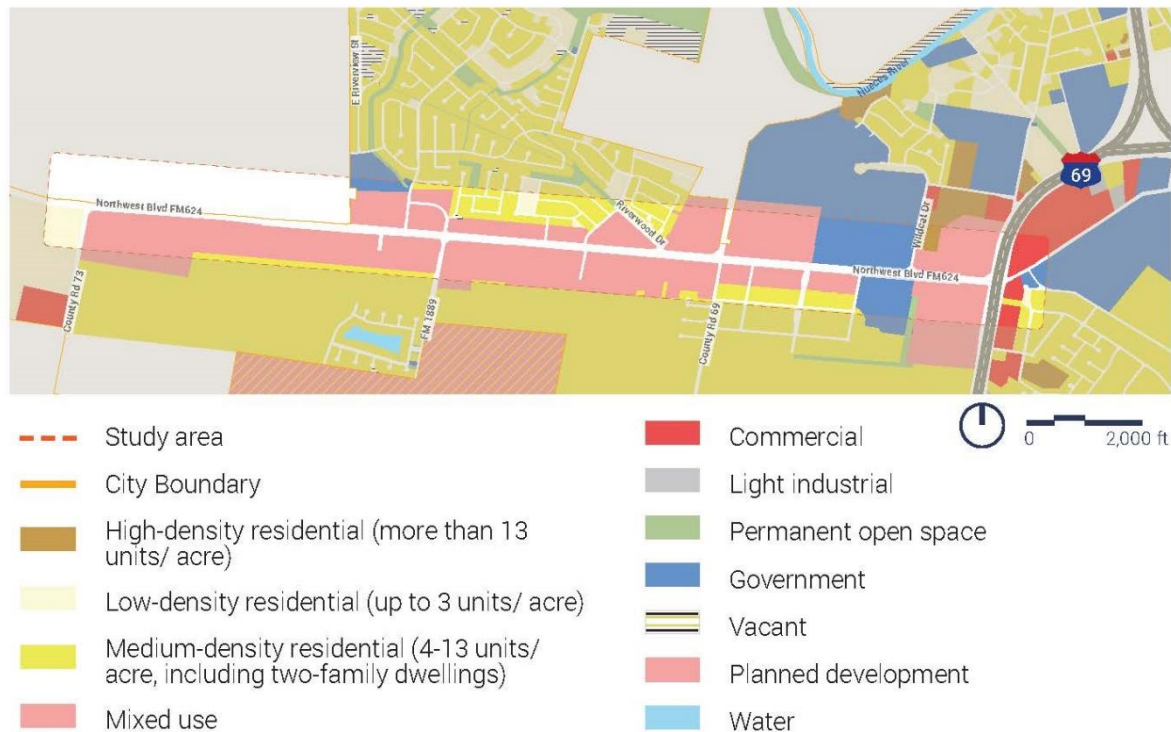 E Riverview St
Nueces River
69
Northwest Blvd FM624
Riverwood Dr
Wildcat Dr
Northwest Blvd FM624
County Rd 73
FM 1889
County Rd 69
Study area
City Boundary
High-density residential (more than 13
units/ acre)
Low-density residential (up to 3 units/ acre)
Medium-density residential (4-13 units/
acre, including two-family dwellings)
Mixed use
Commercial
0 2,000 ft
Light industrial
Permanent open space
Government
Vacant
Planned development
Water